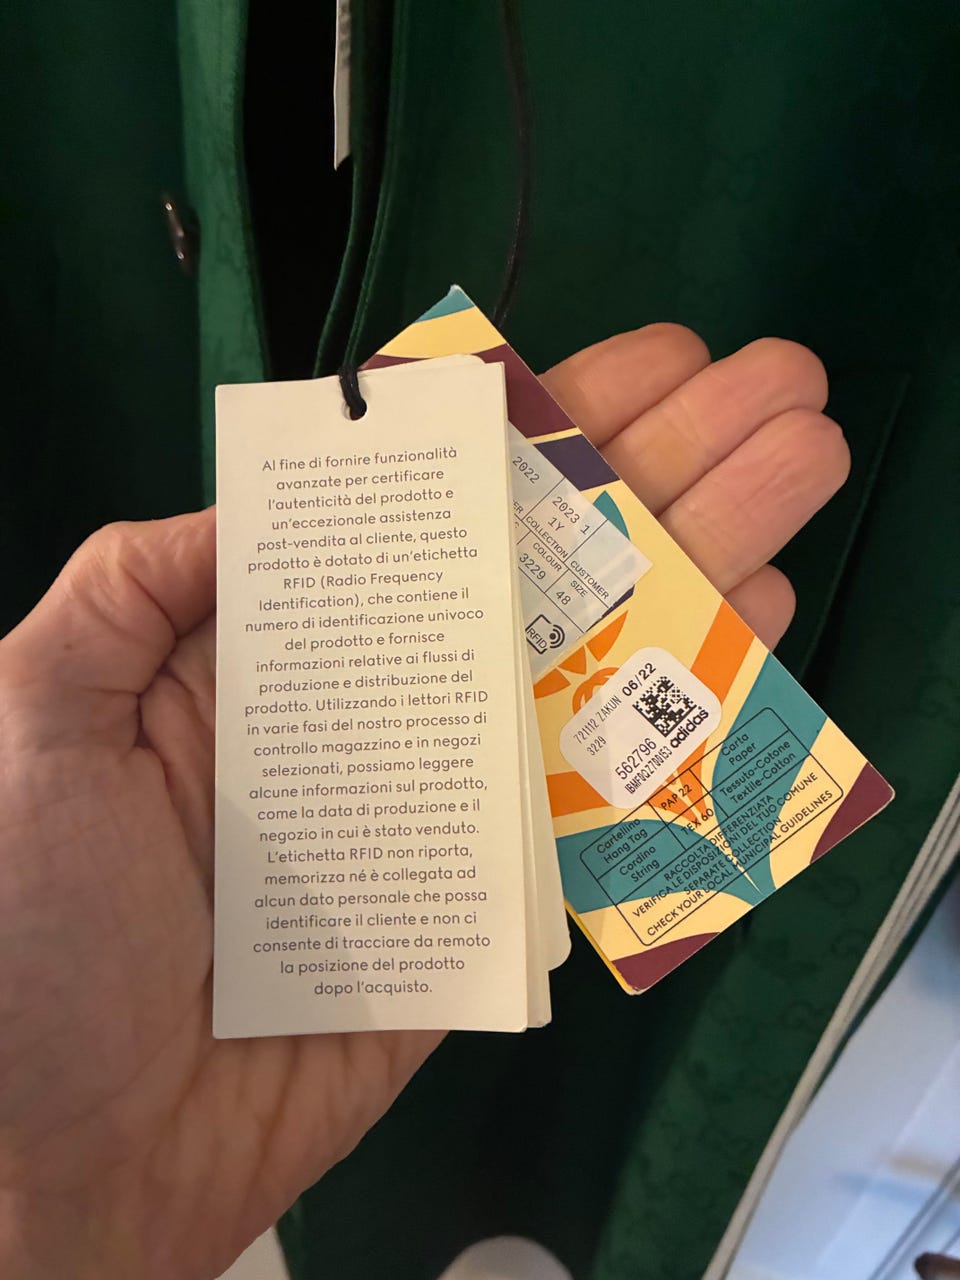 Al fine di fornire funzionalità
avanzate per certificare
l'autenticità del prodotto e
un'eccezionale assistenza
post-vendita al cliente, questo
prodotto è dotato di un'etichetta
RFID (Radio Frequency
Identification), che contiene il
numero di identificazione univoco
del prodotto e fornisce
informazioni relative ai flussi di
produzione e distribuzione del
prodotto. Utilizzando i lettori RFID
in varie fasi del nostro processo di
controllo magazzino e in negozi
selezionati, possiamo leggere
alcune informazioni sul prodotto,
come la data di produzione e il
negozio in cui è stato venduto.
L'etichetta RFID non riporta,
memorizza né è collegata ad
alcun dato personale che possa
identificare il cliente e non ci
consente di tracciare da remoto
la posizione del prodotto
dopo l'acquisto.
2022
2023 1
1Y
COLLECTION CUSTOMER
COLOUR SIZE
3229 48
RFID
721112 ZAKUN 06/22
3229
562796
IBMFDQZ70053
adidas
Cartellino
Hang Tag
PAP 22
Carta
Paper
Cordino
String
TEX 60
Tessuto-Cotone
Textile-Cotton
RACCOLTA DIFFERENZIATA
VERIFICA LE DISPOSIZIONI DEL TUO COMUNE
SEPARATE COLLECTION
CHECK YOUR LOCAL MUNICIPAL GUIDELINES